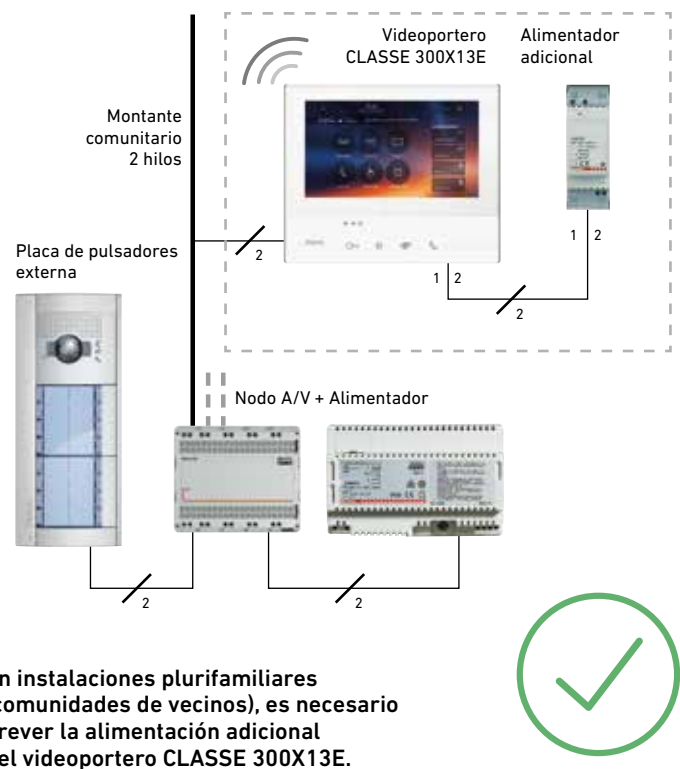 Videoportero
CLASSE 300X13E
Alimentador
adicional
Montante
comunitario
2 hilos
2
1 2
1 2
2
Placa de pulsadores
externa
Nodo A/V + Alimentador
2
2
n instalaciones plurifamiliares
comunidades de vecinos), es necesario
rever la alimentación adicional
el videoportero CLASSE 300X13E.